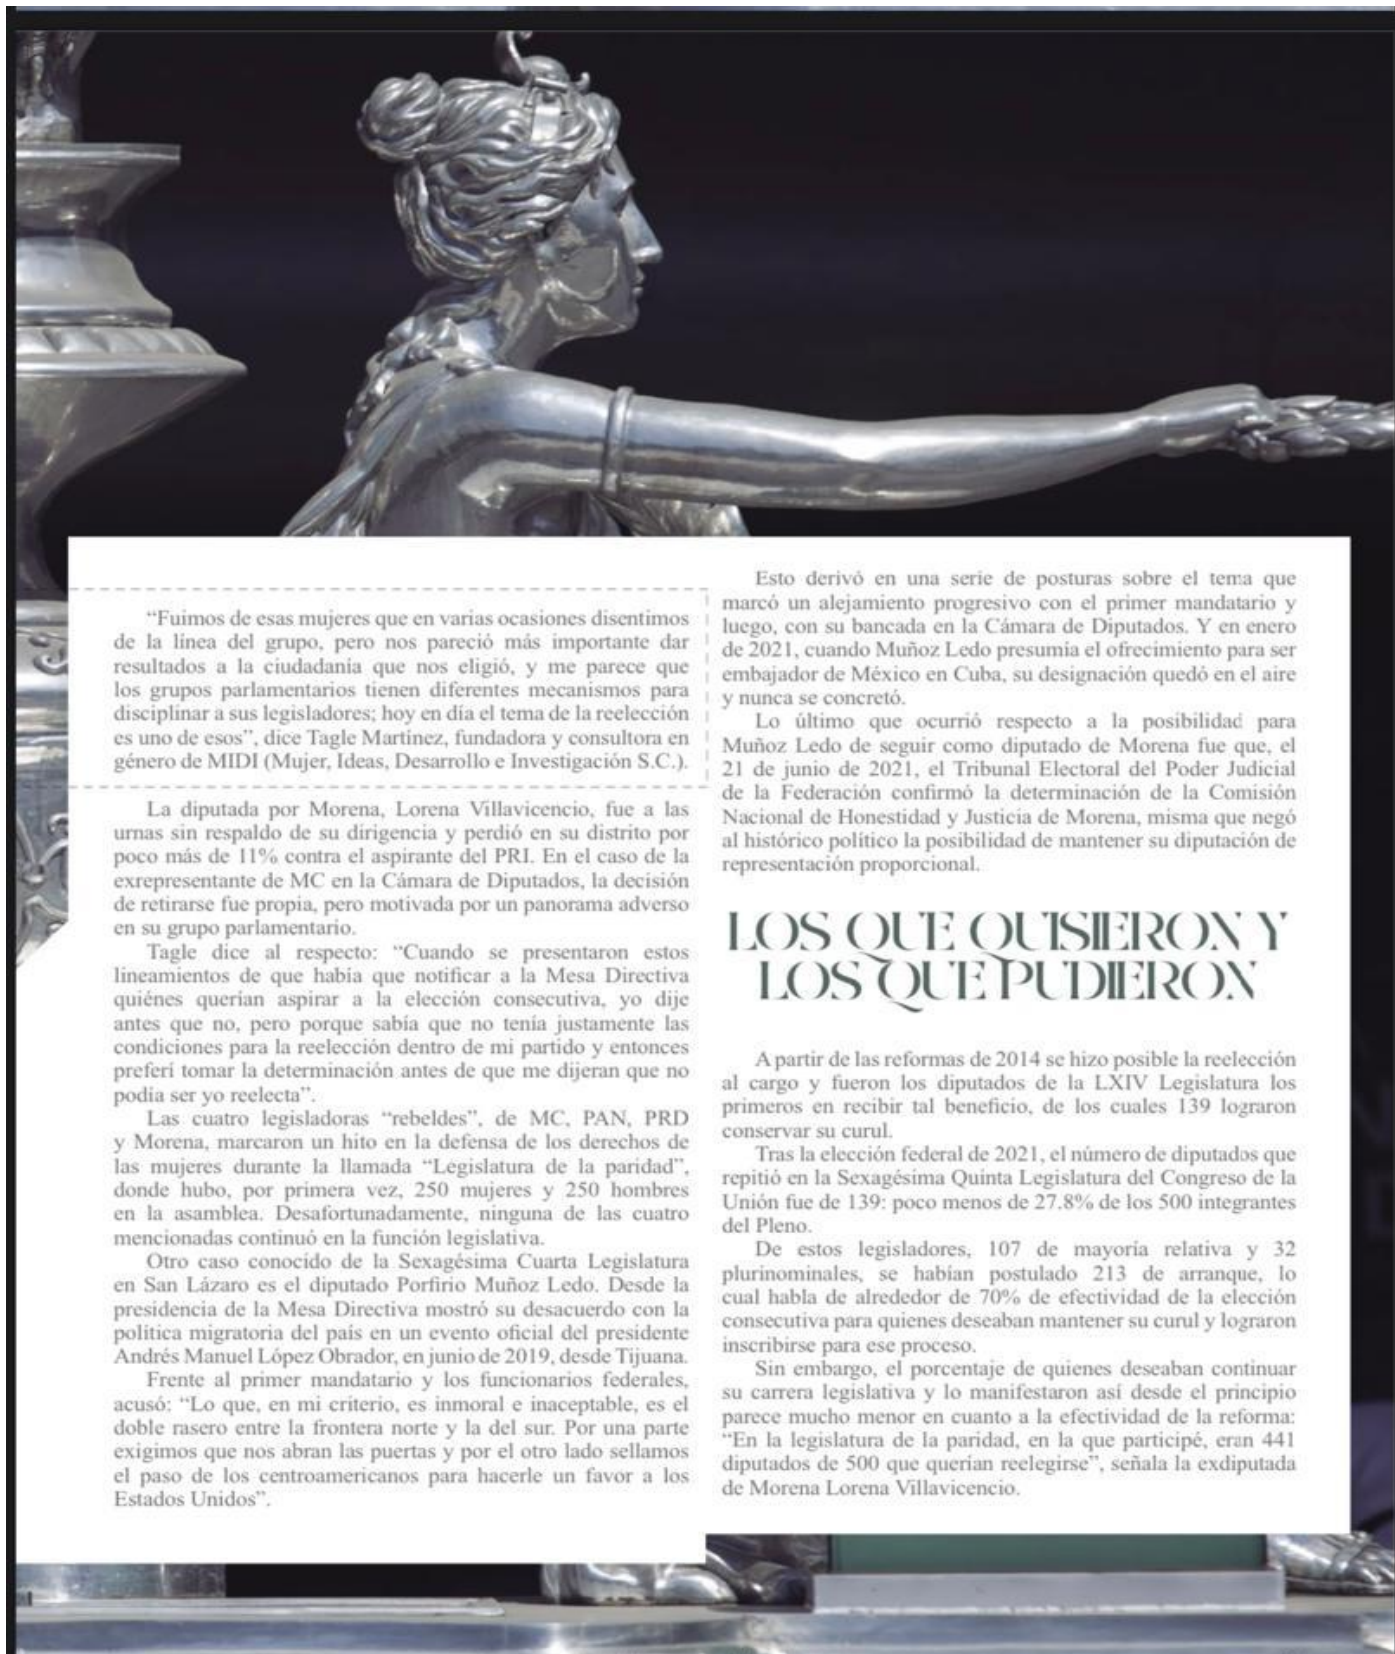 “Fuimos de esas mujeres que en varias ocasiones disentimos
de la línea del grupo, pero nos pareció más importante dar
resultados a la ciudadanía que nos eligió, y me parece que
los grupos parlamentarios tienen diferentes mecanismos para
disciplinar a sus legisladores; hoy en día el tema de la reelección
es uno de esos”, dice Tagle Martínez, fundadora y consultora en
género de MIDI (Mujer, Ideas, Desarrollo e Investigación S.C.).
La diputada por Morena, Lorena Villavicencio, fue a las
urnas sin respaldo de su dirigencia y perdió en su distrito por
poco más de 11% contra el aspirante del PRI. En el caso de la
exrepresentante de MC en la Cámara de Diputados, la decisión
de retirarse fue propia, pero motivada por un panorama adverso
en su grupo parlamentario.
Tagle dice al respecto: “Cuando se presentaron estos
lineamientos de que había que notificar a la Mesa Directiva
quiénes querían aspirar a la elección consecutiva, yo dije
antes que no, pero porque sabía que no tenía justamente las
condiciones para la reelección dentro de mi partido y entonces
preferí tomar la determinación antes de que me dijeran que no
podía ser yo reelecta”.
Las cuatro legisladoras “rebeldes”, de MC, PAN, PRD
y Morena, marcaron un hito en la defensa de los derechos de
las mujeres durante la llamada “Legislatura de la paridad”,
donde hubo, por primera vez, 250 mujeres y 250 hombres
en la asamblea. Desafortunadamente, ninguna de las cuatro
mencionadas continuó en la función legislativa.
Otro caso conocido de la Sexagésima Cuarta Legislatura
en San Lázaro es el diputado Porfirio Muñoz Ledo. Desde la
presidencia de la Mesa Directiva mostró su desacuerdo con la
política migratoria del país en un evento oficial del presidente
Andrés Manuel López Obrador, en junio de 2019, desde Tijuana.
Frente al primer mandatario y los funcionarios federales,
acusó: “Lo que, en mi criterio, es inmoral e inaceptable, es el
doble rasero entre la frontera norte y la del sur. Por una parte
exigimos que nos abran las puertas y por el otro lado sellamos
el paso de los centroamericanos para hacerle un favor a los
Estados Unidos”.
Esto derivó en una serie de posturas sobre el tema que
marcó un alejamiento progresivo con el primer mandatario y
luego, con su bancada en la Cámara de Diputados. Y en enero
de 2021, cuando Muñoz Ledo presumía el ofrecimiento para ser
embajador de México en Cuba, su designación quedó en el aire
y nunca se concretó.
Lo último que ocurrió respecto a la posibilidad para
Muñoz Ledo de seguir como diputado de Morena fue que, el
21 de junio de 2021, el Tribunal Electoral del Poder Judicial
de la Federación confirmó la determinación de la Comisión
Nacional de Honestidad y Justicia de Morena, misma que negó
al histórico político la posibilidad de mantener su diputación de
representación proporcional.
LOS QUE QUISIERON Y
LOS QUE PUDIERON
A partir de las reformas de 2014 se hizo posible la reelección
al cargo y fueron los diputados de la LXIV Legislatura los
primeros en recibir tal beneficio, de los cuales 139 lograron
conservar su curul.
Tras la elección federal de 2021, el número de diputados que
repitió en la Sexagésima Quinta Legislatura del Congreso de la
Unión fue de 139: poco menos de 27.8% de los 500 integrantes
del Pleno.
De estos legisladores, 107 de mayoría relativa y 32
plurinominales, se habían postulado 213 de arranque, lo
cual habla de alrededor de 70% de efectividad de la elección
consecutiva para quienes deseaban mantener su curul y lograron
inscribirse para ese proceso.
Sin embargo, el porcentaje de quienes deseaban continuar
su carrera legislativa y lo manifestaron así desde el principio
parece mucho menor en cuanto a la efectividad de la reforma:
“En la legislatura de la paridad, en la que participé, eran 441
diputados de 500 que querían reelegirse”, señala la exdiputada
de Morena Lorena Villavicencio.